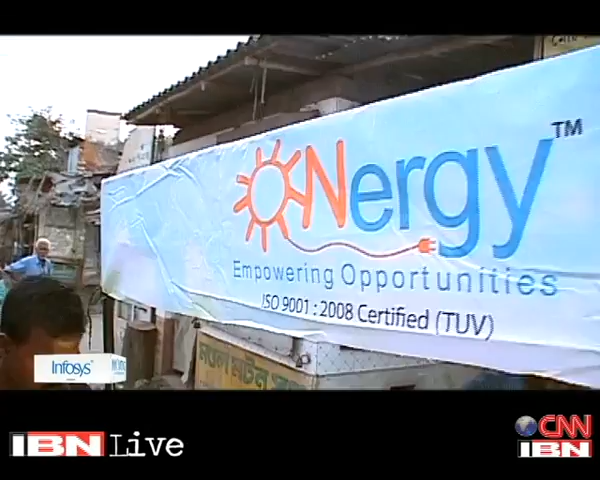 ONergy™
Empowering Opportunities
ISO 9001 : 2008 Certified (TUV)
Infosys
IBN Live
CNN
IBN